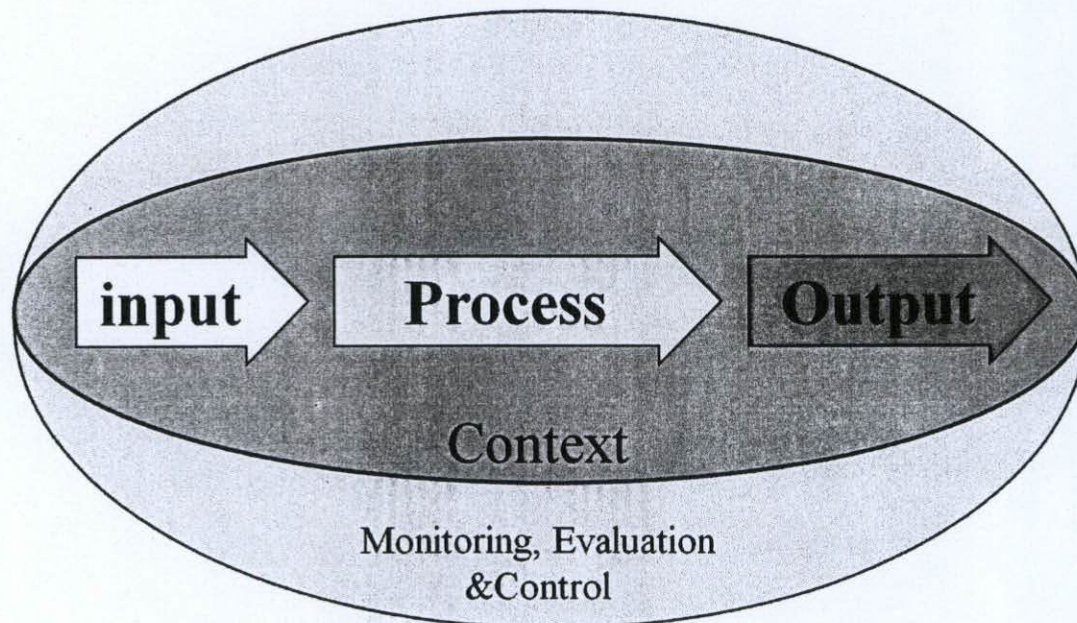 input
Process
Output
Context
Monitoring, Evaluation
&Control